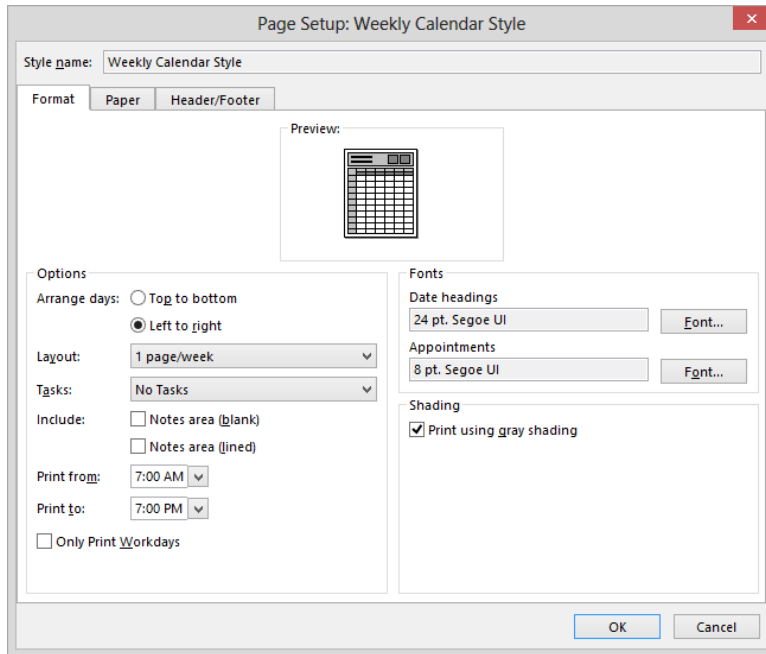 Page Setup: Weekly Calendar Style
Style name: Weekly Calendar Style
Format Paper Header/Footer
Preview:
Options
Arrange days: Top to bottom
Left to right
Layout: 1 page/week
Tasks: No Tasks
Include: Notes area (blank)
Notes area (lined)
Print from: 7:00 AM
Print to: 7:00 PM
Only Print Workdays
Fonts
Date headings
24 pt. Segoe UI Font...
Appointments
8 pt. Segoe UI Font...
Shading
Print using gray shading
OK Cancel